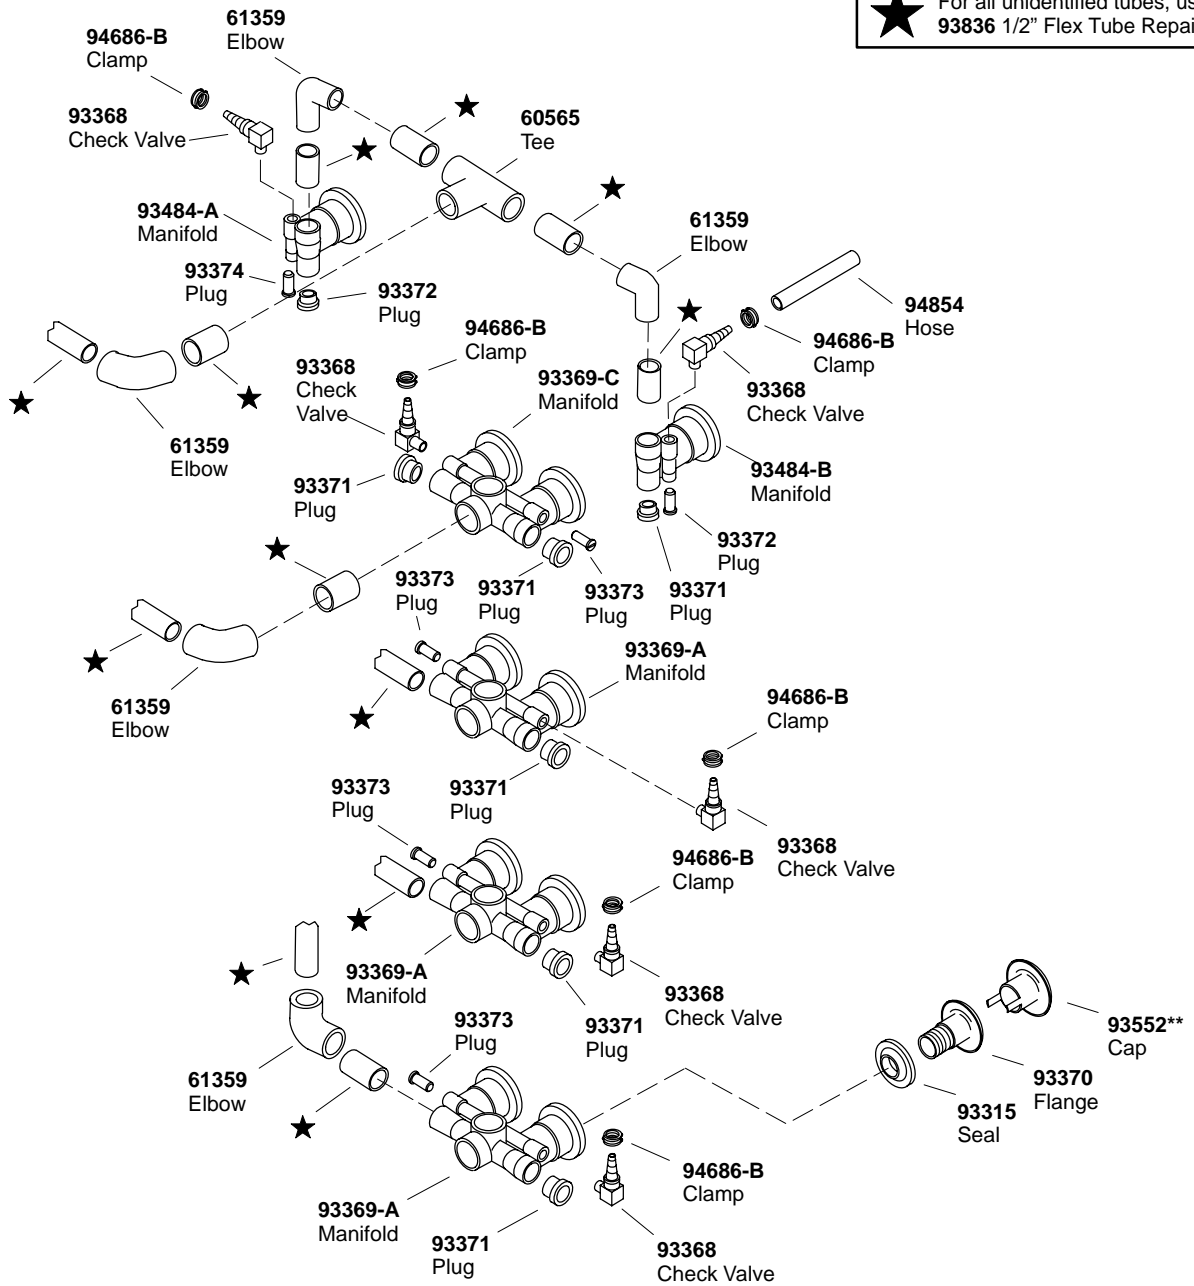 For all unidentified tubes, us
93836 1/2” Flex Tube Repai
61359
Elbow
94686-B
Clamp
93368
Check Valve
60565
Tee
93484-A
Manifold
61359
Elbow
93374
Plug
93372
Plug
94854
Hose
94686-B
Clamp
94686-B
Clamp
93368
Check
Valve
93369-C
Manifold
93368
Check Valve
61359
Elbow
93371
Plug
93484-B
Manifold
93372
Plug
93373
Plug
93371
Plug
93373
Plug
93371
Plug
93369-A
Manifold
61359
Elbow
94686-B
Clamp
93373
Plug
93371
Plug
93368
Check Valve
94686-B
Clamp
93369-A
Manifold
93368
Check Valve
93373
Plug
93371
Plug
93552**
Cap
61359
Elbow
93370
Flange
93315
Seal
94686-B
Clamp
93369-A
Manifold
93371
Plug
93368
Check Valve